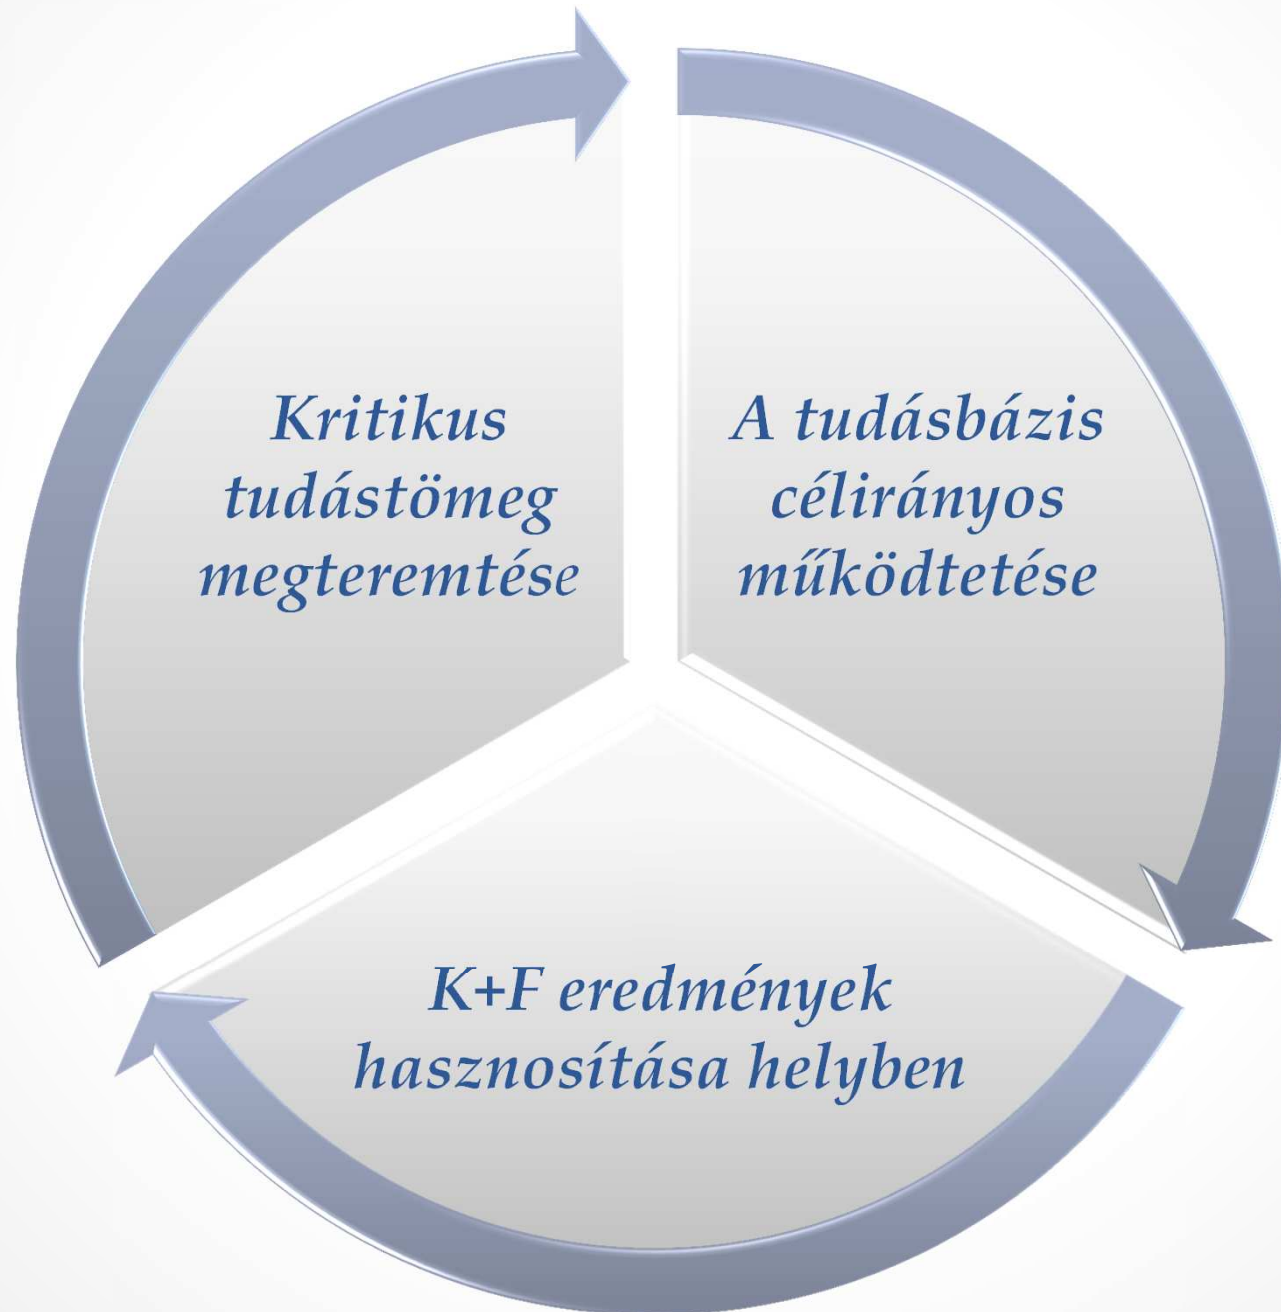 Kritikus
tudástömeg
megteremtése
A tudásbázis
célirányos
működtetése
K+F eredmények
hasznosítása helyben